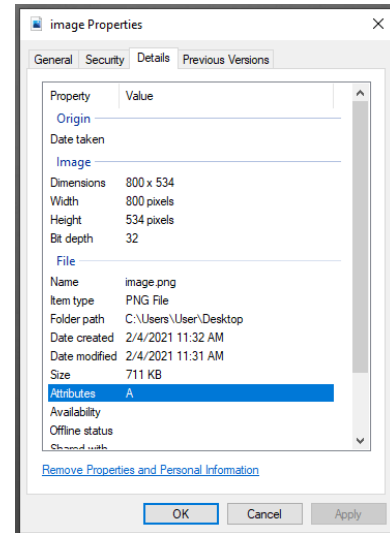 image Properties
General Security Details Previous Versions
Property Value
Origin
Date taken
Image
Dimensions 800 x 534
Width 800 pixels
Height 534 pixels
Bit depth 32
File
Name image.png
Item type PNG File
Folder path C:\Users\User\Desktop
Date created 2/4/2021 11:32 AM
Date modified 2/4/2021 11:31 AM
Size 711 KB
Attributes A
Availability
Offline status
Shared with
Remove Properties and Personal Information
OK Cancel Apply